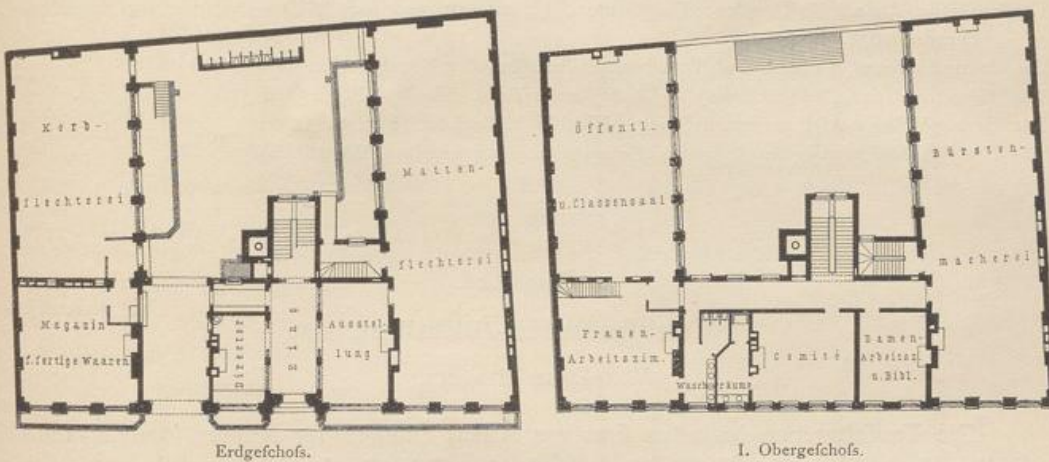 Korb-
flechterei
Matten-
flechterei
Magazin
f. fertige Waaren
Director
Eing
Ausstel-
lung
Erdgeſchoſs.
Öffentl.
u. Claſſenſaal
Bürſten-
macherei
Frauen-
Arbeitszim.
Waſchräume
Comité
Damen-
Arbeitsz.
u. Bibl.
I. Obergeſchoſs.